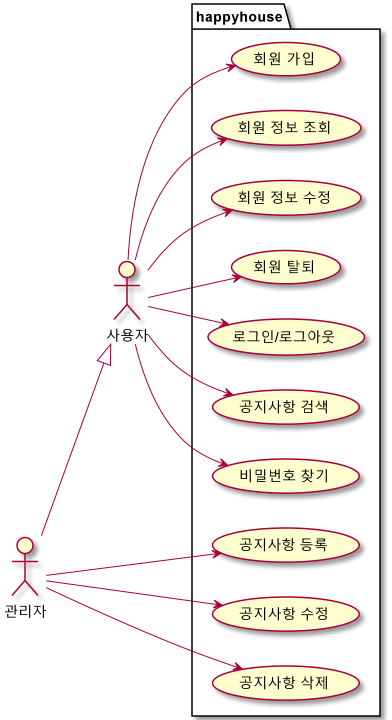 happyhouse
회원 가입
회원 정보 조회
회원 정보 수정
회원 탈퇴
로그인/로그아웃
사용자
공지사항 검색
비밀번호 찾기
공지사항 등록
관리자
공지사항 수정
공지사항 삭제